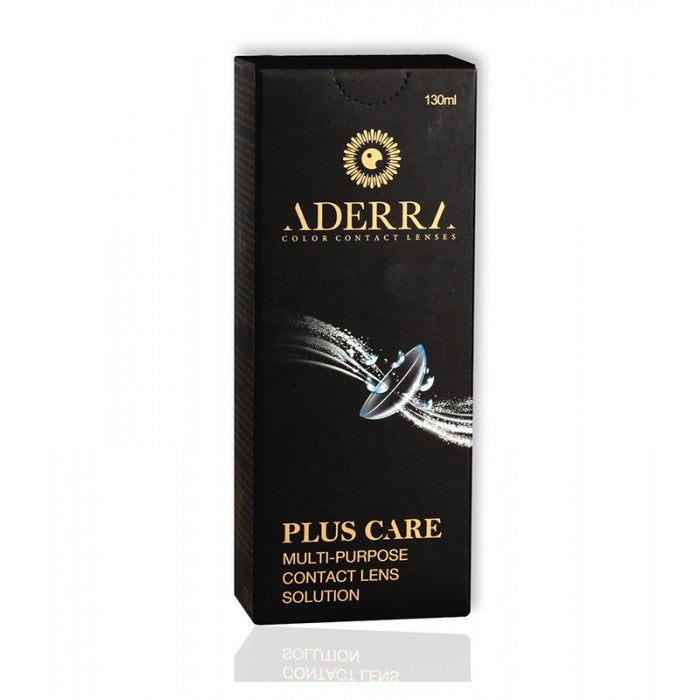 130ml
ADERRA
COLOR CONTACT LENSES
PLUS CARE
MULTI-PURPOSE
CONTACT LENS
SOLUTION